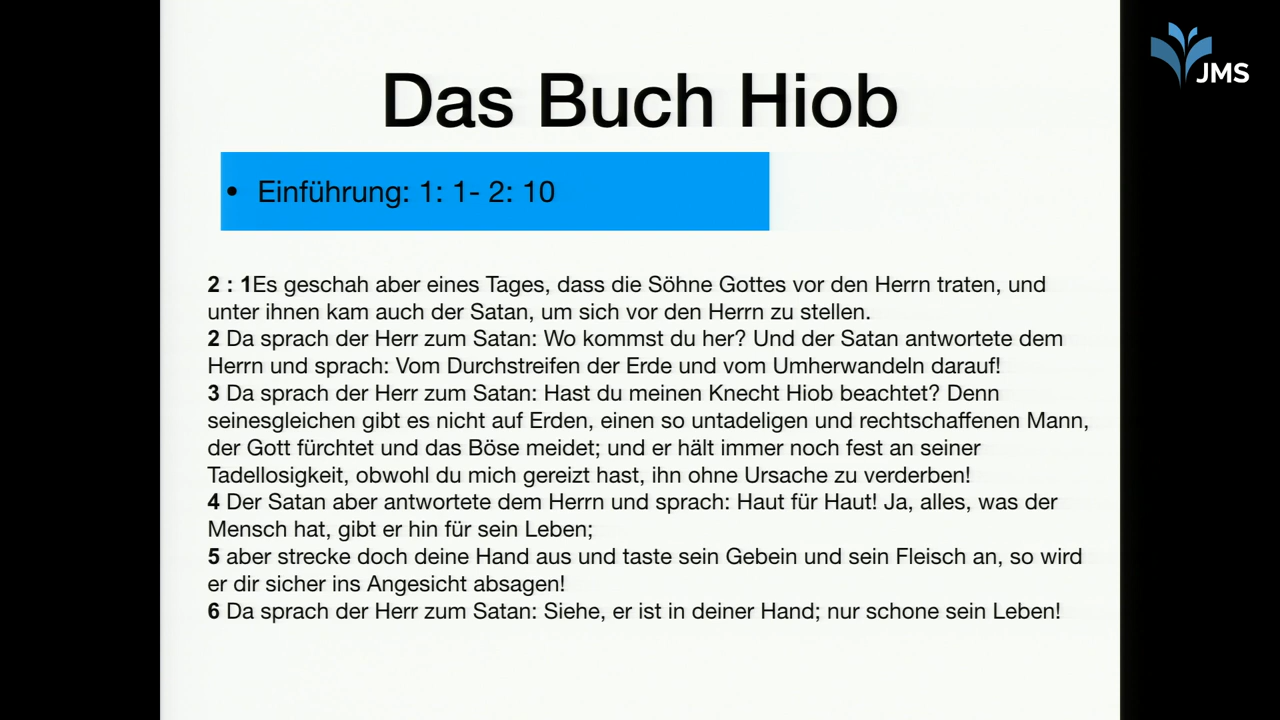 JMS
Das Buch Hiob
• Einführung: 1: 1- 2: 10
2 : 1Es geschah aber eines Tages, dass die Söhne Gottes vor den Herrn traten, und
unter ihnen kam auch der Satan, um sich vor den Herrn zu stellen.
2 Da sprach der Herr zum Satan: Wo kommst du her? Und der Satan antwortete dem
Herrn und sprach: Vom Durchstreifen der Erde und vom Umherwandeln darauf!
3 Da sprach der Herr zum Satan: Hast du meinen Knecht Hiob beachtet? Denn
seinesgleichen gibt es nicht auf Erden, einen so untadeligen und rechtschaffenen Mann,
der Gott fürchtet und das Böse meidet; und er hält immer noch fest an seiner
Tadellosigkeit, obwohl du mich gereizt hast, ihn ohne Ursache zu verderben!
4 Der Satan aber antwortete dem Herrn und sprach: Haut für Haut! Ja, alles, was der
Mensch hat, gibt er hin für sein Leben;
5 aber strecke doch deine Hand aus und taste sein Gebein und sein Fleisch an, so wird
er dir sicher ins Angesicht absagen!
6 Da sprach der Herr zum Satan: Siehe, er ist in deiner Hand; nur schone sein Leben!